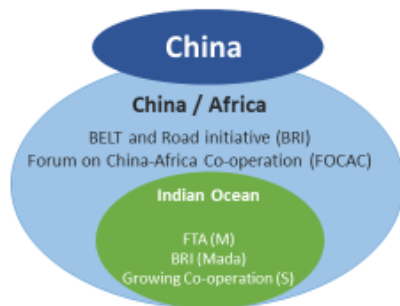 China
China / Africa
BELT and Road initiative (BRI)
Forum on China-Africa Co-operation (FOCAC)
Indian Ocean
FTA (M)
BRI (Mada)
Growing Co-operation (S)